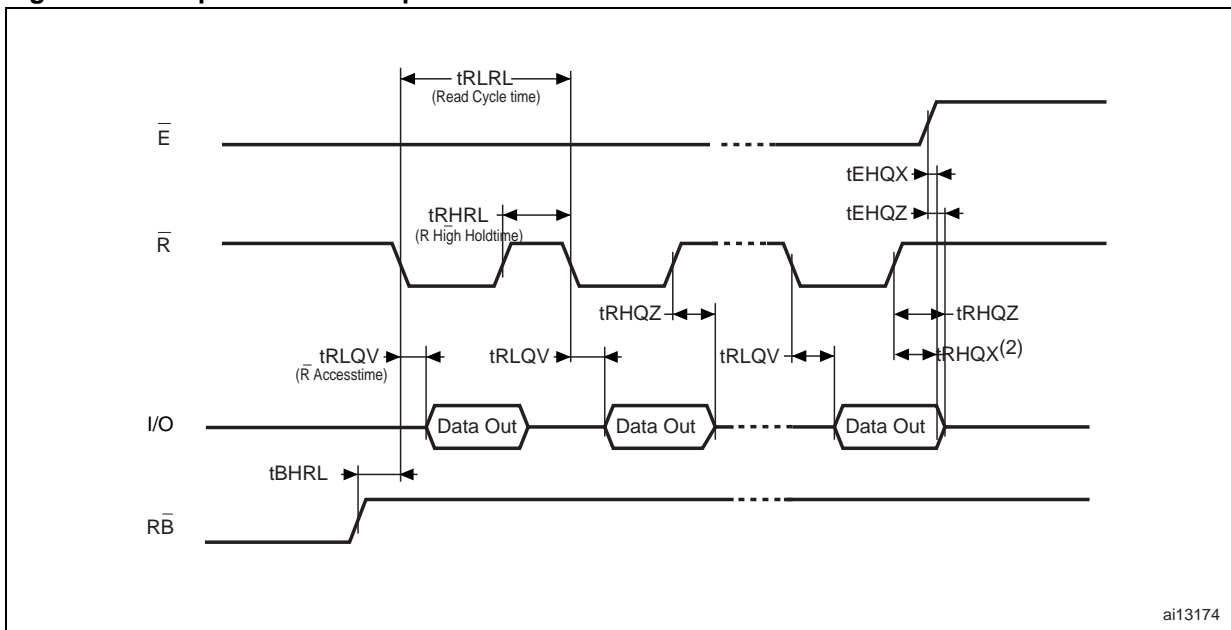 tRLRL
(Read Cycle time)
E̅
tEHQX
tEHQZ
tRHRL
(R High Holdtime)
R̅
tRHQZ
tRHQZ
tRLQV
(R̅ Accesstime)
tRLQV
tRLQV
tRHQX(2)
I/O
Data Out
Data Out
Data Out
tBHRL
RB̅
ai13174